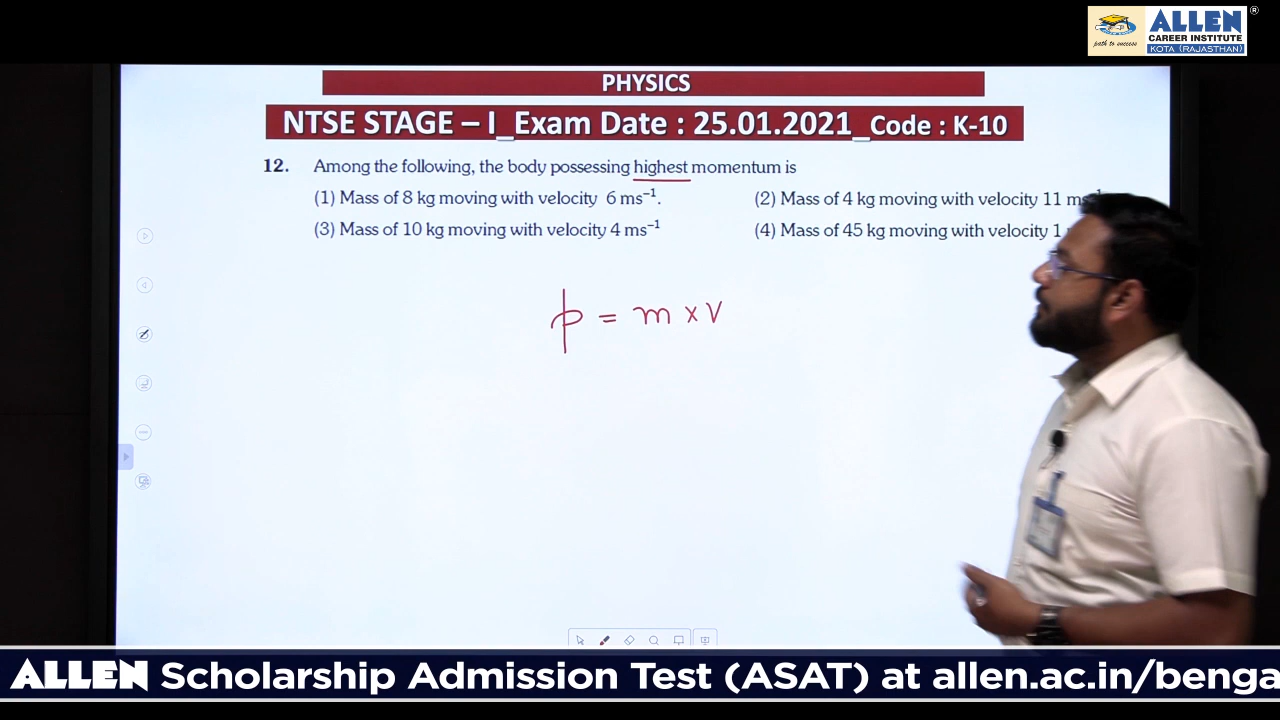 ALLEN ®
CAREER INSTITUTE
path to success
KOTA (RAJASTHAN)
PHYSICS
NTSE STAGE – I_Exam Date : 25.01.2021_Code : K-10
12. Among the following, the body possessing highest momentum is
(1) Mass of 8 kg moving with velocity 6 ms⁻¹. (2) Mass of 4 kg moving with velocity 11 ms⁻¹
(3) Mass of 10 kg moving with velocity 4 ms⁻¹ (4) Mass of 45 kg moving with velocity 1
p = m × v
ALLEN Scholarship Admission Test (ASAT) at allen.ac.in/benga